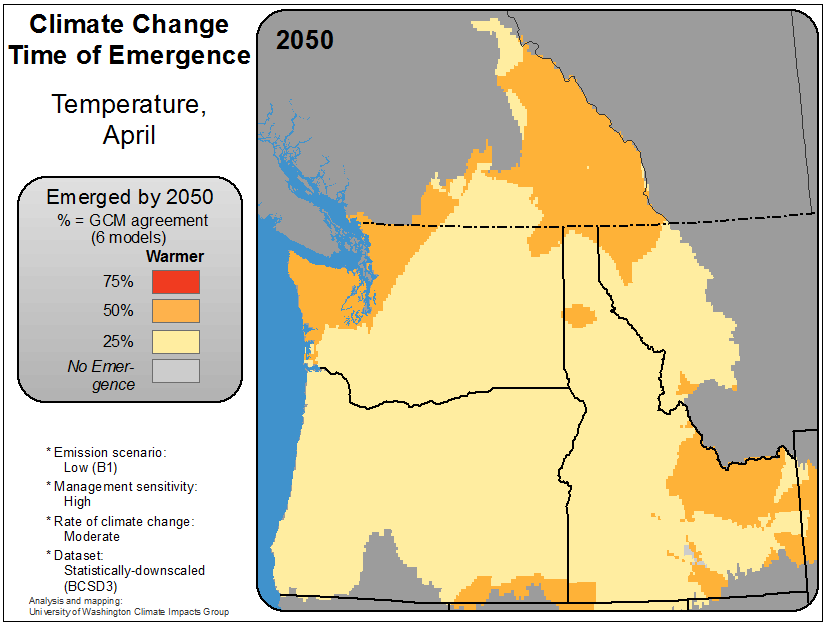 Climate Change
Time of Emergence
Temperature,
April
Emerged by 2050
% = GCM agreement
(6 models)
Warmer
75%
50%
25%
No Emer-
gence
* Emission scenario:
Low (B1)
* Management sensitivity:
High
* Rate of climate change:
Moderate
* Dataset:
Statistically-downscaled
(BCSD3)
Analysis and mapping:
University of Washington Climate Impacts Group
2050